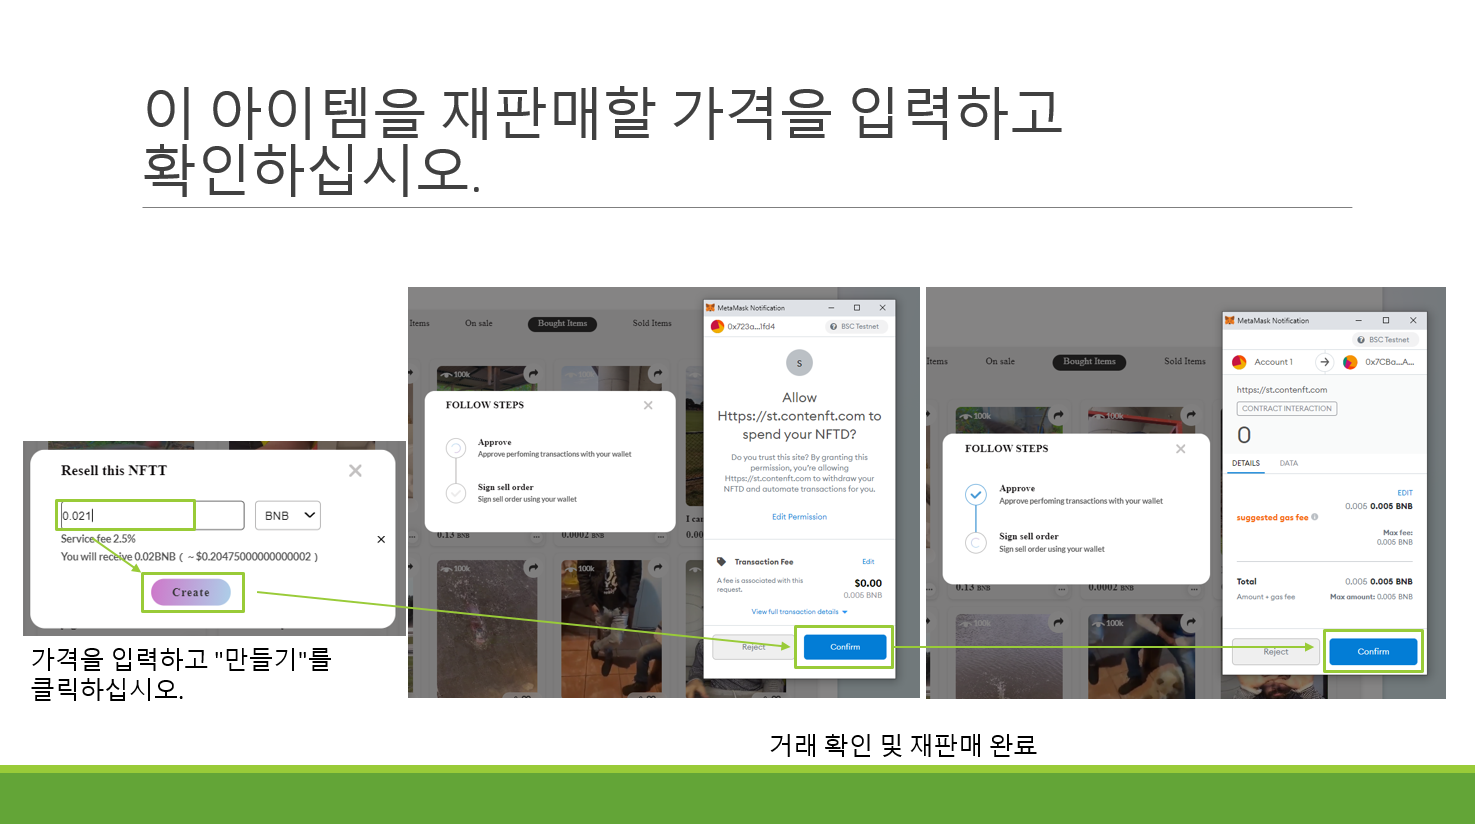 이 아이템을 재판매할 가격을 입력하고
확인하십시오.
Resell this NFTT
0.021
BNB
Service fee 2.5%
You will receive 0.02BNB ( ~$0.20475000000000002 )
Create
가격을 입력하고 "만들기"를
클릭하십시오.
Items
On sale
Bought Items
Sold Items
100k
100k
FOLLOW STEPS
Approve
Approve perfoming transactions with your wallet
Sign sell order
Sign sell order using your wallet
I can
0.13 BNB
0.0002 BNB
0.00
100k
100k
MetaMask Notification
0x723a...1fd4
BSC Testnet
S
Allow
Https://st.contenft.com to
spend your NFTD?
Do you trust this site? By granting this
permission, you're allowing
Https://st.contenft.com to withdraw your
NFTD and automate transactions for you.
Edit Permission
Transaction Fee
Edit
A fee is associated with this
request.
$0.00
0.005 BNB
View full transaction details
Reject
Confirm
Items
On sale
Bought Items
Sold Items
100k
100k
FOLLOW STEPS
Approve
Approve perfoming transactions with your wallet
Sign sell order
Sign sell order using your wallet
0.13 BNB
0.0002 BNB
100k
100k
MetaMask Notification
BSC Testnet
Account 1
0x7CBa...A...
https://st.contenft.com
CONTRACT INTERACTION
0
DETAILS
DATA
EDIT
0.005 0.005 BNB
suggested gas fee
Max fee:
0.005 BNB
Total
0.005 0.005 BNB
Amount + gas fee
Max amount: 0.005 BNB
Reject
Confirm
거래 확인 및 재판매 완료